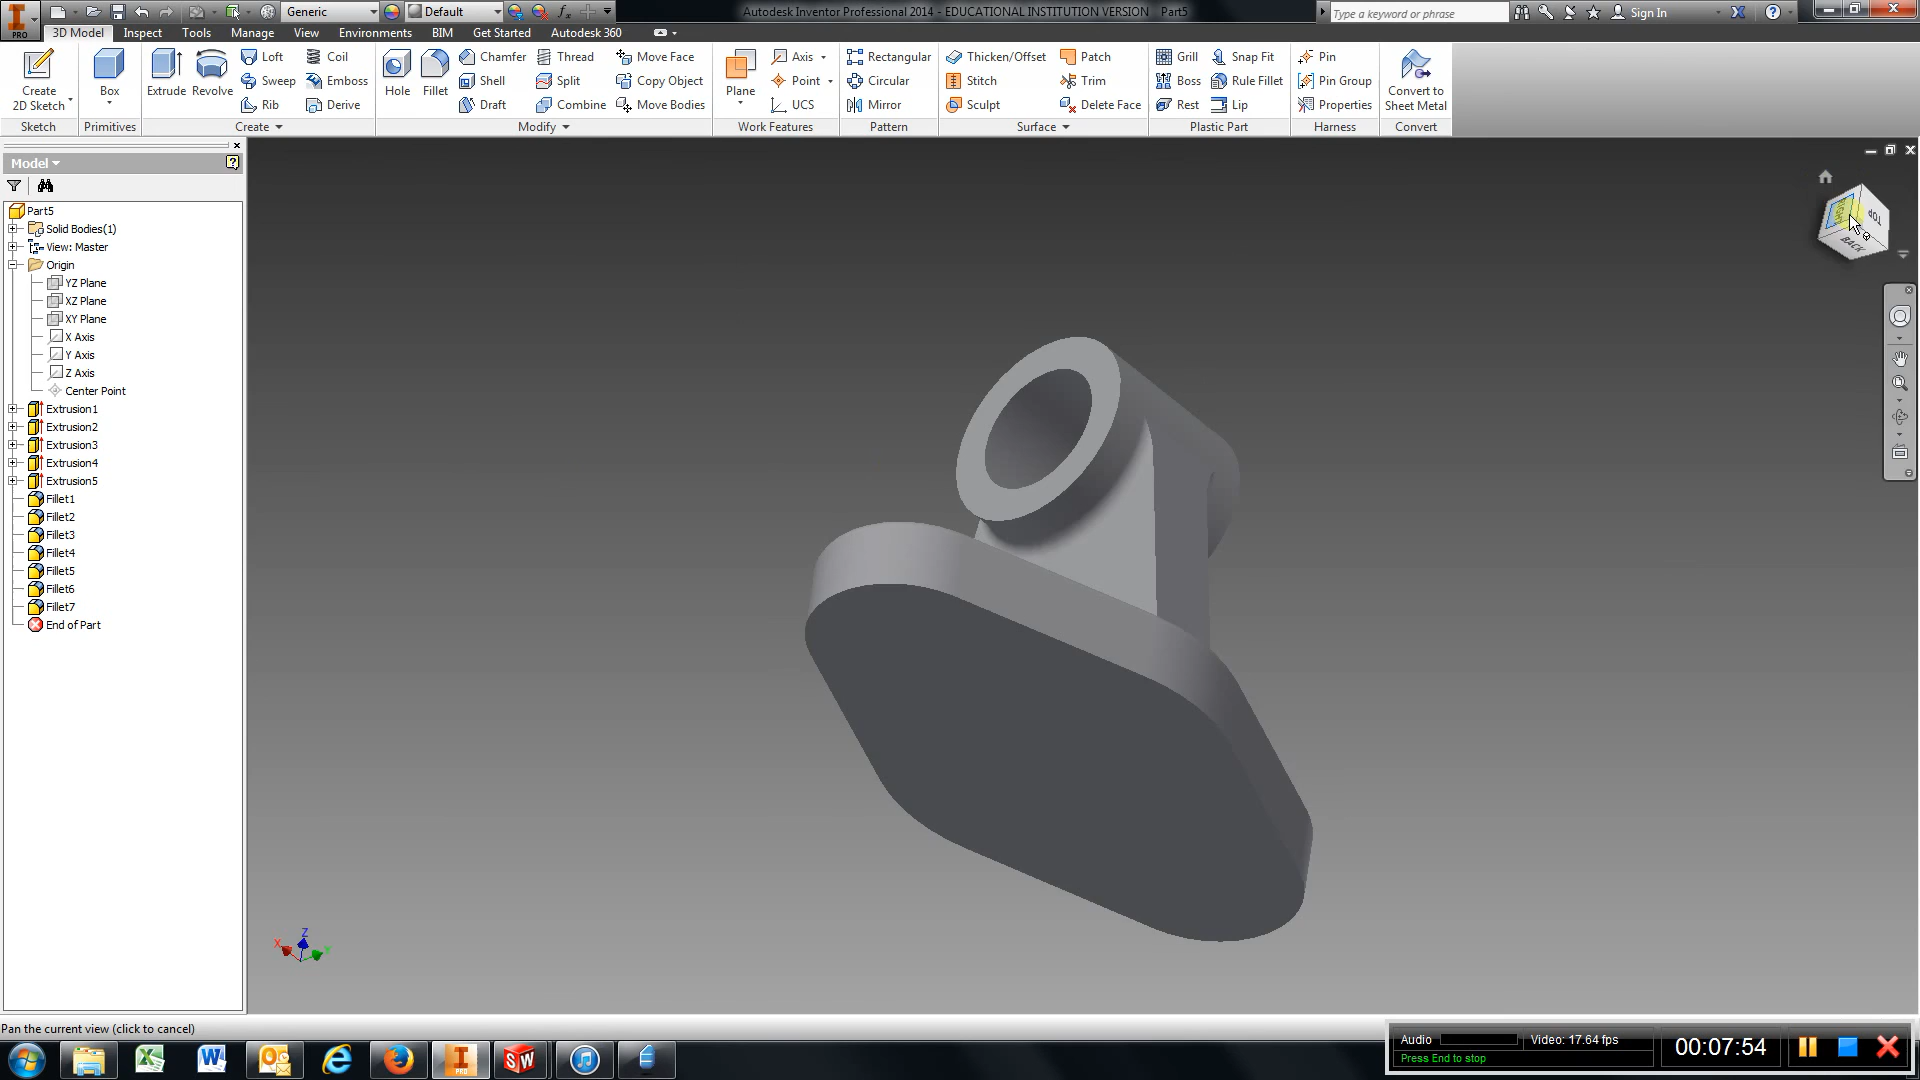 Generic
Default
Autodesk Inventor Professional 2014 - EDUCATIONAL INSTITUTION VERSION Part5
Type a keyword or phrase
Sign In
PRO
3D Model Inspect Tools Manage View Environments BIM Get Started Autodesk 360
Create
2D Sketch
Box
Extrude Revolve
Loft Coil
Sweep Emboss
Rib Derive
Hole Fillet
Chamfer Thread Move Face
Shell Split Copy Object
Draft Combine Move Bodies
Plane
Axis
Point
UCS
Rectangular
Circular
Mirror
Thicken/Offset Patch
Stitch Trim
Sculpt Delete Face
Grill Snap Fit
Boss Rule Fillet
Rest Lip
Pin
Pin Group
Properties
Convert to
Sheet Metal
Sketch Primitives Create Modify Work Features Pattern Surface Plastic Part Harness Convert
Model
Part5
Solid Bodies(1)
View: Master
Origin
YZ Plane
XZ Plane
XY Plane
X Axis
Y Axis
Z Axis
Center Point
Extrusion1
Extrusion2
Extrusion3
Extrusion4
Extrusion5
Fillet1
Fillet2
Fillet3
Fillet4
Fillet5
Fillet6
Fillet7
End of Part
TOP
BACK
Z
X
Y
Pan the current view (click to cancel)
PRO
SW
Audio Video: 17.64 fps
Press End to stop
00:07:54